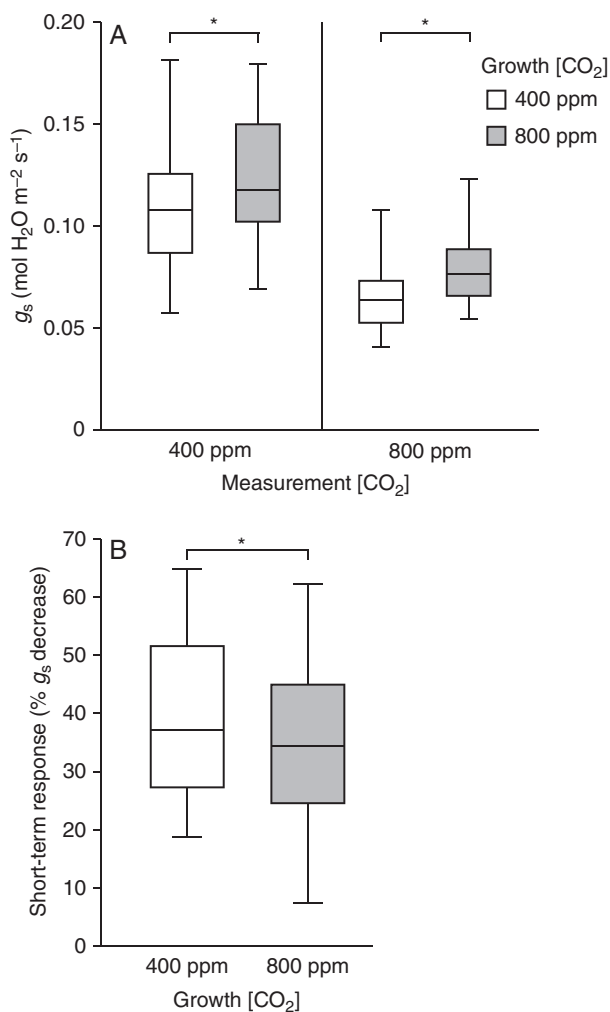 A
*
*
Growth [CO₂]
400 ppm
800 ppm
0.20
0.15
0.10
0.05
0
gₛ (mol H₂O m⁻² s⁻¹)
400 ppm
800 ppm
Measurement [CO₂]
B
*
70
60
50
40
30
20
10
0
Short-term response (% gₛ decrease)
400 ppm
800 ppm
Growth [CO₂]